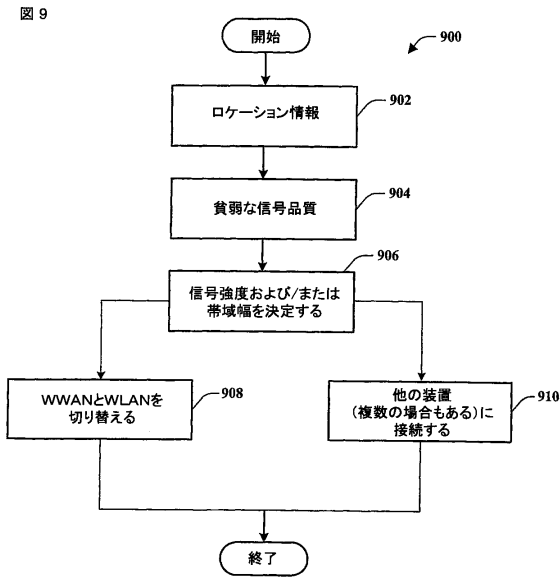 図 9
開始
900
ロケーション情報
902
貧弱な信号品質
904
906
信号強度および/または
帯域幅を決定する
WWANとWLANを
切り替える
908
他の装置
(複数の場合もある)に
接続する
910
終了